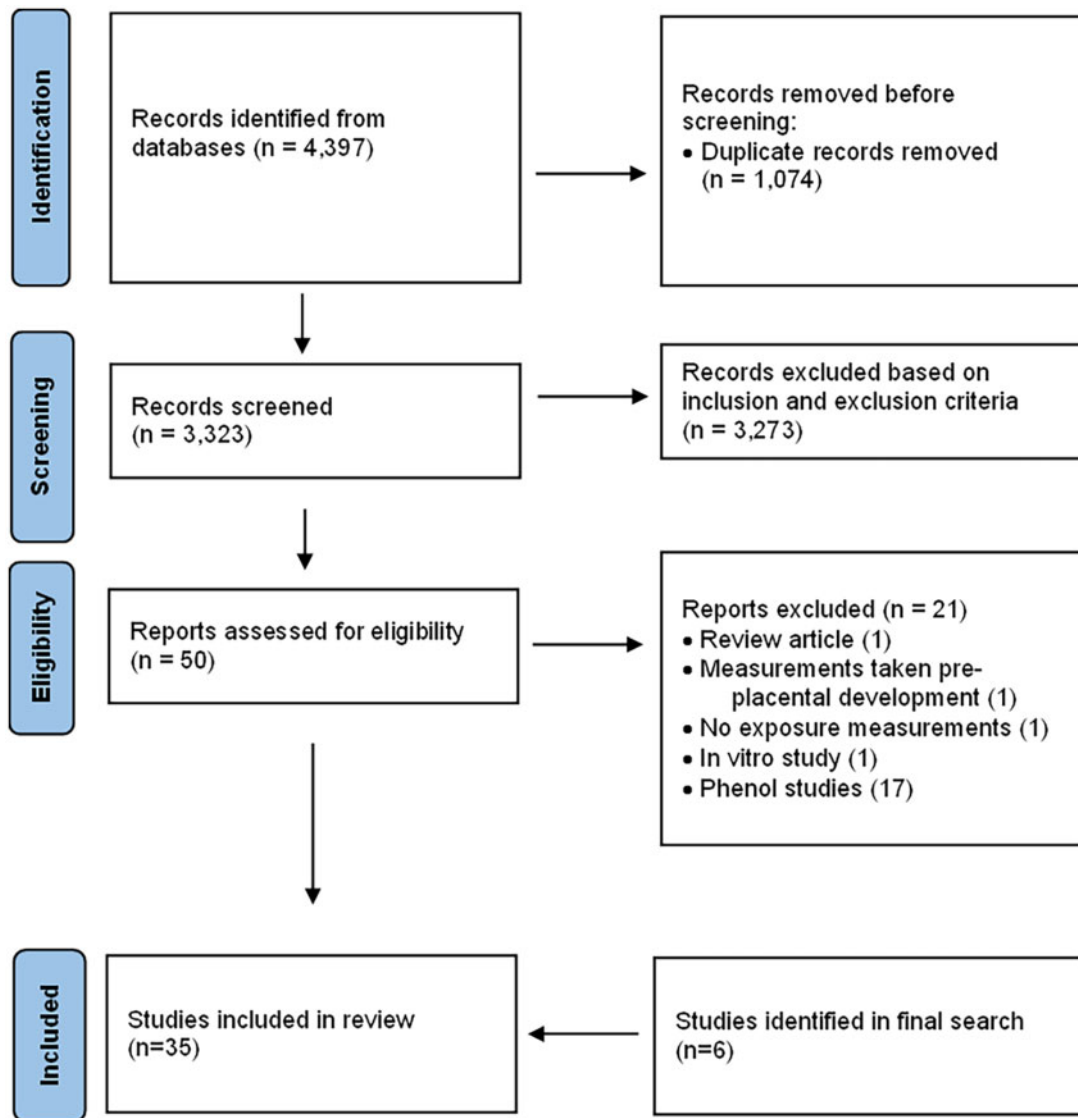 Identification
Records identified from
databases (n = 4,397)
Records removed before
screening:
• Duplicate records removed
(n = 1,074)
Screening
Records screened
(n = 3,323)
Records excluded based on
inclusion and exclusion criteria
(n = 3,273)
Eligibility
Reports assessed for eligibility
(n = 50)
Reports excluded (n = 21)
• Review article (1)
• Measurements taken pre-
placental development (1)
• No exposure measurements (1)
• In vitro study (1)
• Phenol studies (17)
Included
Studies included in review
(n=35)
Studies identified in final search
(n=6)